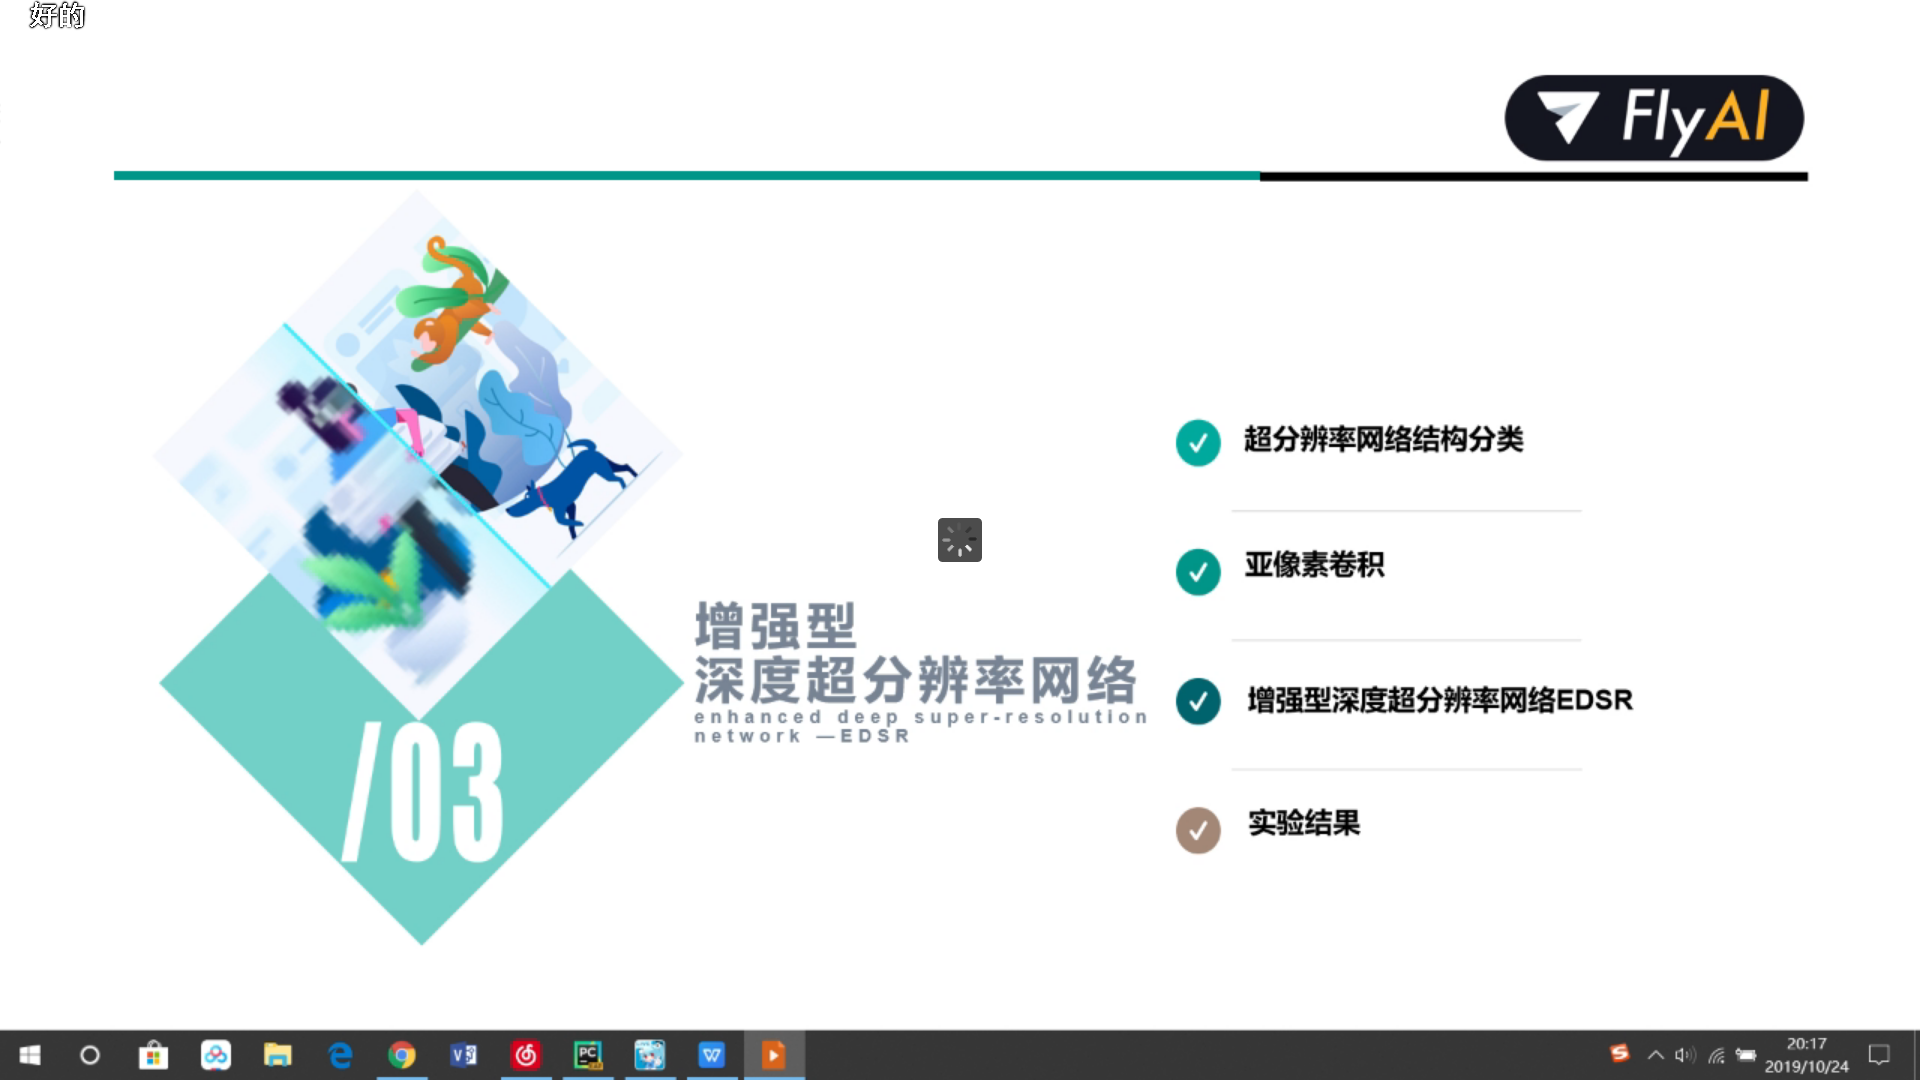 好的
FlyAI
超分辨率网络结构分类
亚像素卷积
增强型
深度超分辨率网络
enhanced deep super-resolution
network —EDSR
增强型深度超分辨率网络EDSR
/03
实验结果
20:17
2019/10/24